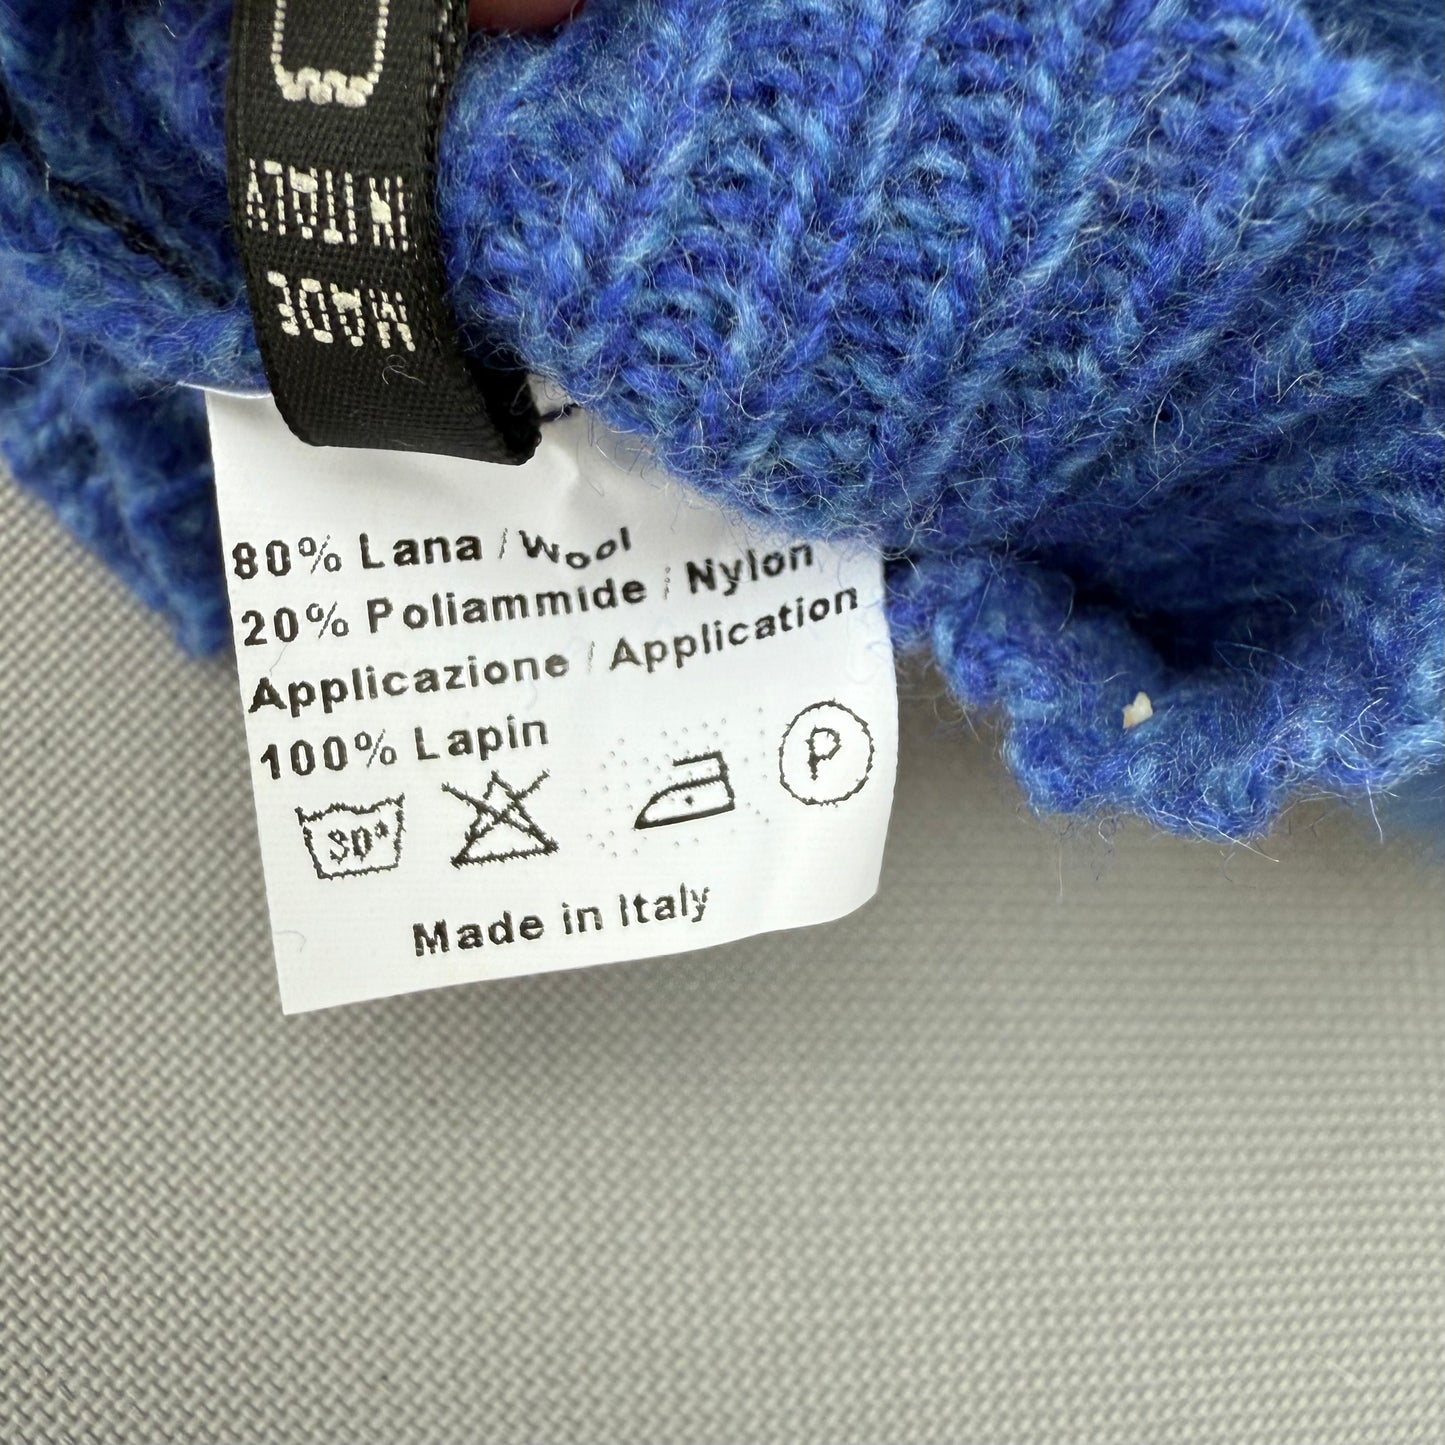 MADE
IN ITALY
80% Lana / Wool
20% Poliammide / Nylon
Applicazione / Application
100% Lapin
30° P
Made in Italy